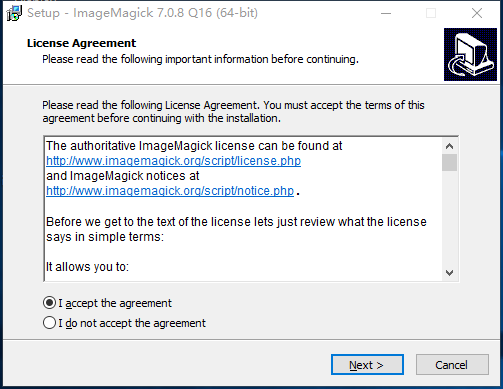 Setup - ImageMagick 7.0.8 Q16 (64-bit)
License Agreement
Please read the following important information before continuing.
Please read the following License Agreement. You must accept the terms of this
agreement before continuing with the installation.
The authoritative ImageMagick license can be found at
http://www.imagemagick.org/script/license.php
and ImageMagick notices at
http://www.imagemagick.org/script/notice.php.
Before we get to the text of the license lets just review what the license
says in simple terms:
It allows you to:
I accept the agreement
I do not accept the agreement
Next >
Cancel